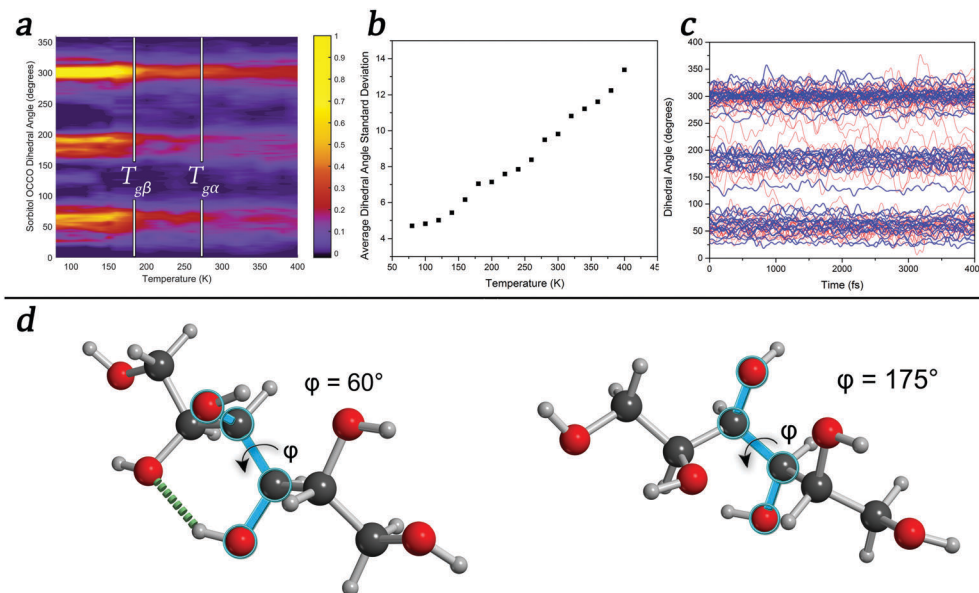 a
Sorbitol OCCO Dihedral Angle (degrees)
350
300
250
200
150
100
50
0
100 150 200 250 300 350 400
Temperature (K)
Tgβ
Tgα
1
0.9
0.8
0.7
0.6
0.5
0.4
0.3
0.2
0.1
0
b
Average Dihedral Angle Standard Deviation
14
12
10
8
6
4
50 100 150 200 250 300 350 400 45
Temperature (K)
c
Dihedral Angle (degrees)
400
350
300
250
200
150
100
50
0
0 1000 2000 3000 400
Time (fs)
d
φ = 60°
φ
φ = 175°
φ